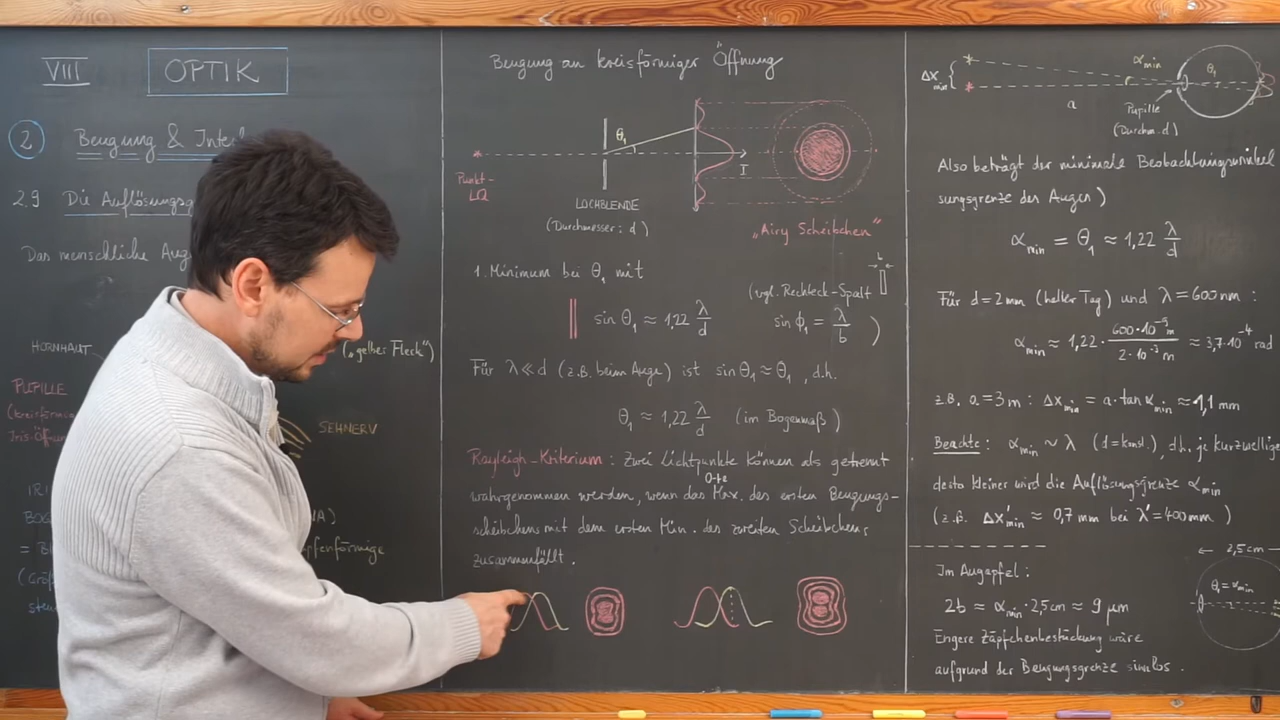 VIII OPTIK
2 Beugung &
2.9 Die
Das menschliche
HORNHAUT
("gelber Fleck")
PUPILLE
SEHNERV
Beugung an kreisförmiger Öffnung
Punkt-
LQ
θ₁
I
LOCHBLENDE
(Durchmesser: d)
"Airy Scheibchen"
1. Minimum bei θ₁ mit
sin θ₁ ≈ 1,22 λ/d
b
(vgl. Rechteck-Spalt
sin ϕ₁ = λ/b )
Für λ ≪ d (z.B. beim Auge) ist sin θ₁ ≈ θ₁, d.h.
θ₁ ≈ 1,22 λ/d (im Bogenmaß)
Rayleigh-Kriterium: Zwei Lichtpunkte können als getrennt
0-te
wahrgenommen werden, wenn das Max. des ersten Beugungs-
scheibchens mit dem ersten Min. des zweiten Scheibchens
zusammenfällt.
Δx min
α min
θ₁
a
Pupille
(Durchm. d)
Also beträgt der minimale Beobachtungswinkel
sungsgrenze des Auges)
α min = θ₁ ≈ 1,22 λ/d
Für d = 2 mm (heller Tag) und λ = 600 nm :
α min ≈ 1,22 · 600·10⁻⁹ m / 2·10⁻³ m ≈ 3,7·10⁻⁴ rad
z.B. a = 3 m : Δx min = a · tan α min ≈ 1,1 mm
Beachte : α min ~ λ (d = konst.), d.h. je kurzwellige
desto kleiner wird die Auflösungsgrenze α min
(z.B. Δx' min ≈ 0,7 mm bei λ' = 400 nm )
Im Augapfel :
2b ≈ α min · 2,5 cm ≈ 9 μm
Engere Zäpfchenbestückung wäre
aufgrund der Beugungsgrenze sinnlos .
2,5 cm
θ₁ = α min